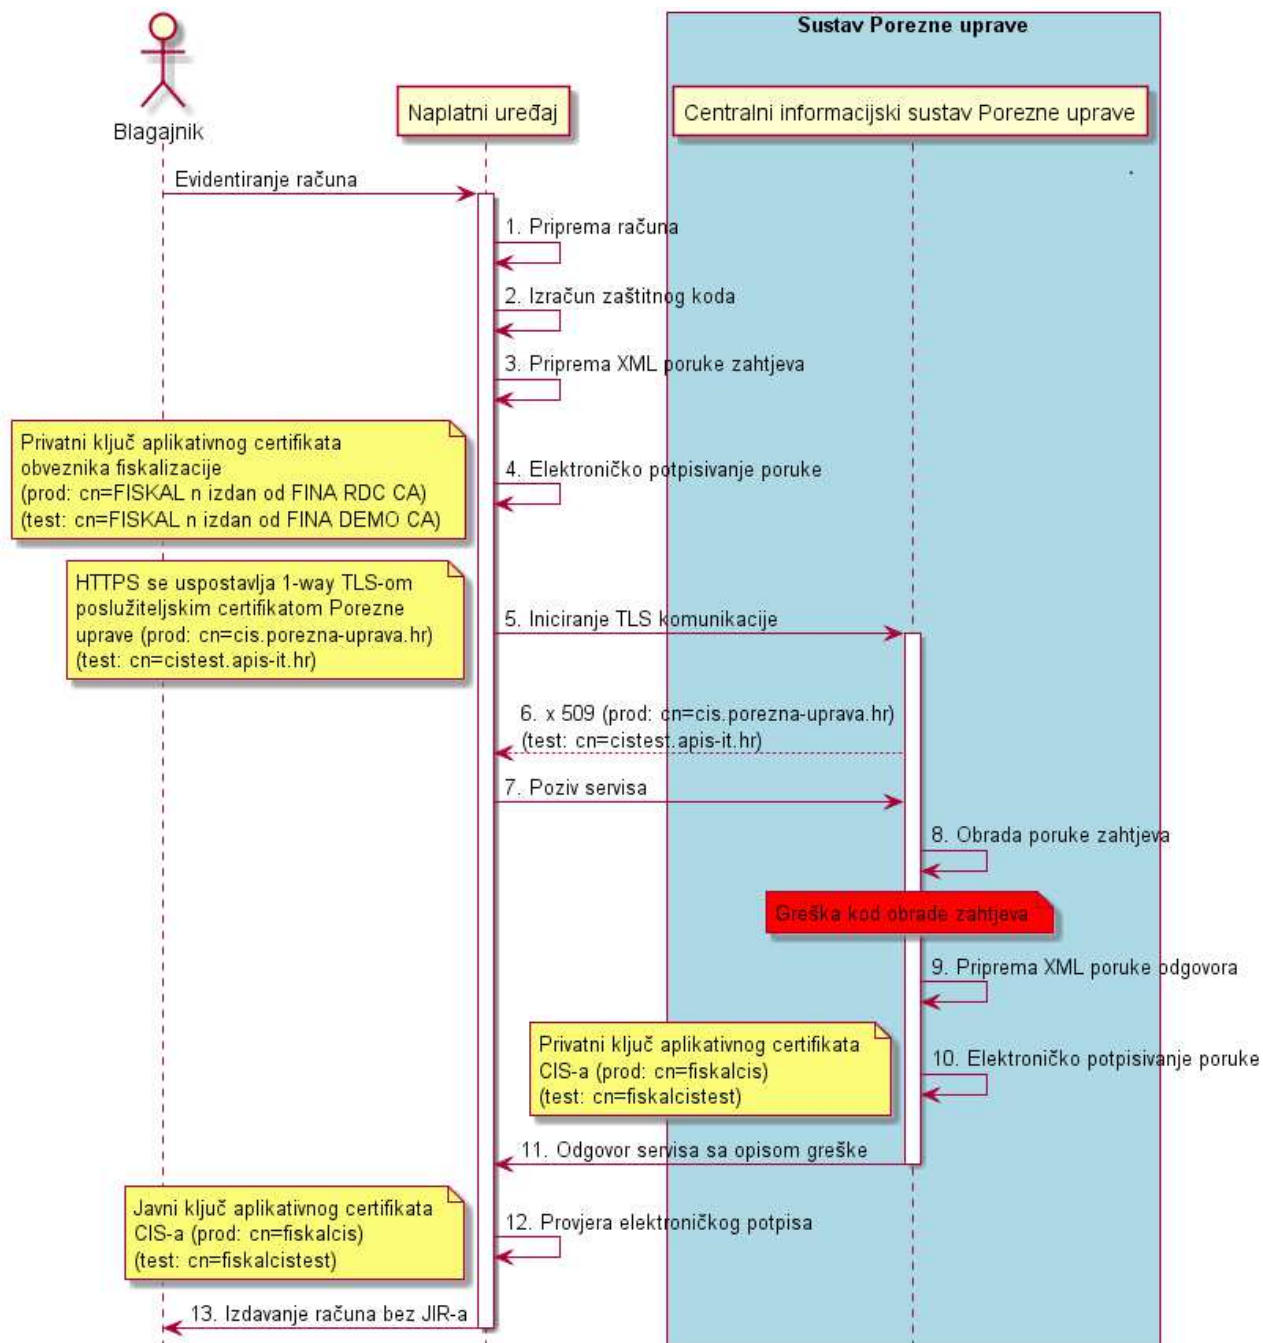 Sustav Porezne uprave
Blagajnik
Naplatni uređaj
Centralni informacijski sustav Porezne uprave
Evidentiranje računa
1. Priprema računa
2. Izračun zaštitnog koda
3. Priprema XML poruke zahtjeva
Privatni ključ aplikativnog certifikata
obveznika fiskalizacije
(prod: cn=FISKAL n izdan od FINA RDC CA)
(test: cn=FISKAL n izdan od FINA DEMO CA)
4. Elektroničko potpisivanje poruke
HTTPS se uspostavlja 1-way TLS-om
poslužiteljskim certifikatom Porezne
uprave (prod: cn=cis.porezna-uprava.hr)
(test: cn=cistest.apis-it.hr)
5. Iniciranje TLS komunikacije
6. x 509 (prod: cn=cis.porezna-uprava.hr)
(test: cn=cistest.apis-it.hr)
7. Poziv servisa
8. Obrada poruke zahtjeva
Greška kod obrade zahtjeva
9. Priprema XML poruke odgovora
Privatni ključ aplikativnog certifikata
CIS-a (prod: cn=fiskalcis)
(test: cn=fiskalcistest)
10. Elektroničko potpisivanje poruke
11. Odgovor servisa sa opisom greške
Javni ključ aplikativnog certifikata
CIS-a (prod: cn=fiskalcis)
(test: cn=fiskalcistest)
12. Provjera elektroničkog potpisa
13. Izdavanje računa bez JIR-a